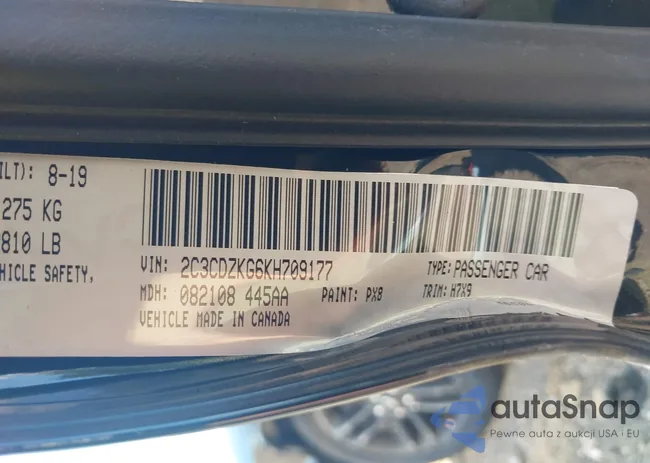 ILT): 8-19
275 KG
810 LB
HICLE SAFETY,
VIN: 2C3CDZKG6KH709177
TYPE: PASSENGER CAR
MDH: 082108 445AA
PAINT: PX8
TRIM: H7X9
VEHICLE MADE IN CANADA
autaSnap
Pewne auta z aukcji USA i EU